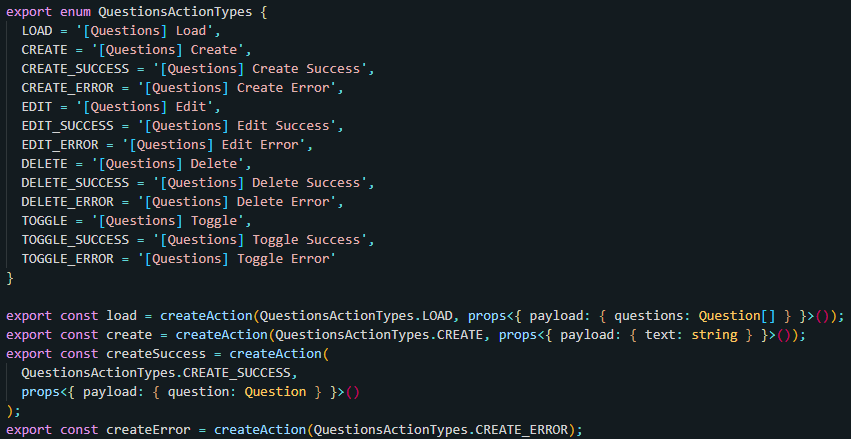 export enum QuestionsActionTypes {
  LOAD = '[Questions] Load',
  CREATE = '[Questions] Create',
  CREATE_SUCCESS = '[Questions] Create Success',
  CREATE_ERROR = '[Questions] Create Error',
  EDIT = '[Questions] Edit',
  EDIT_SUCCESS = '[Questions] Edit Success',
  EDIT_ERROR = '[Questions] Edit Error',
  DELETE = '[Questions] Delete',
  DELETE_SUCCESS = '[Questions] Delete Success',
  DELETE_ERROR = '[Questions] Delete Error',
  TOGGLE = '[Questions] Toggle',
  TOGGLE_SUCCESS = '[Questions] Toggle Success',
  TOGGLE_ERROR = '[Questions] Toggle Error'
}

export const load = createAction(QuestionsActionTypes.LOAD, props<{ payload: { questions: Question[] } }>());
export const create = createAction(QuestionsActionTypes.CREATE, props<{ payload: { text: string } }>());
export const createSuccess = createAction(
  QuestionsActionTypes.CREATE_SUCCESS,
  props<{ payload: { question: Question } }>()
);
export const createError = createAction(QuestionsActionTypes.CREATE_ERROR);